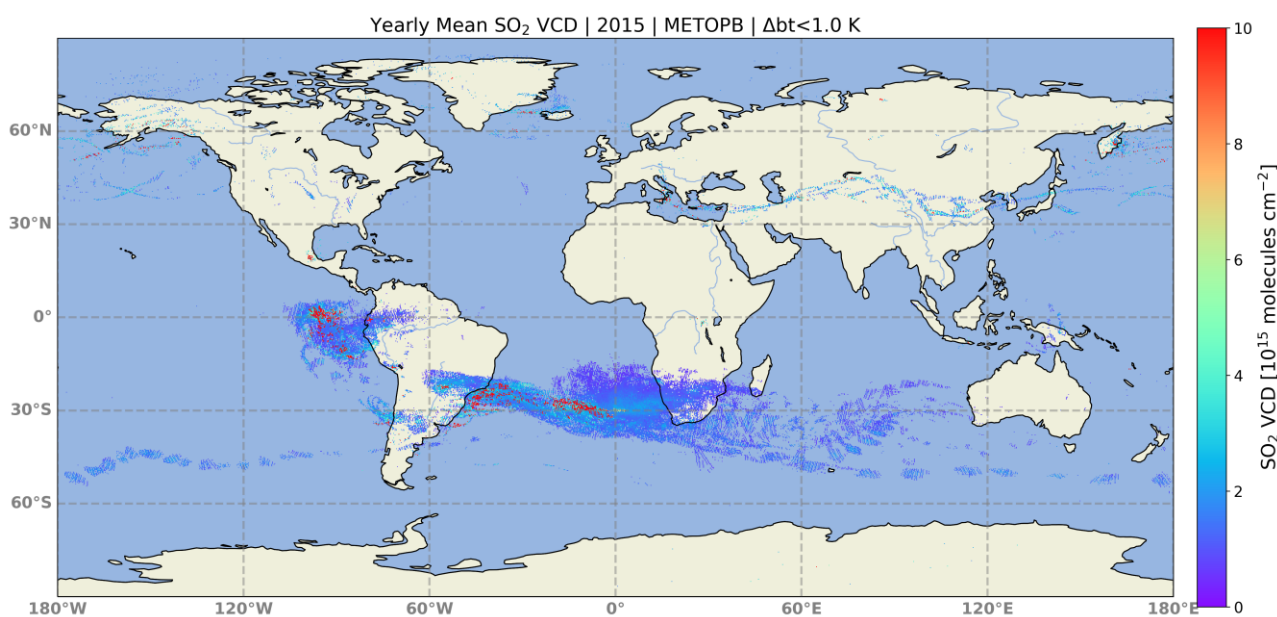 Yearly Mean SO₂ VCD | 2015 | METOPB | Δbt<1.0 K
60°N
30°N
0°
30°S
60°S
180°W 120°W 60°W 0° 60°E 120°E 180°E
10
8
6
4
2
0
SO₂ VCD [10¹⁵ molecules cm⁻²]